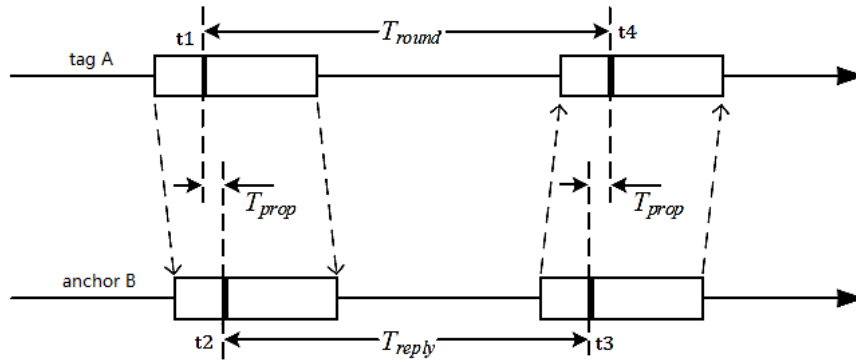 t1 T_round t4
tag A
T_prop T_prop
anchor B
t2 T_reply t3